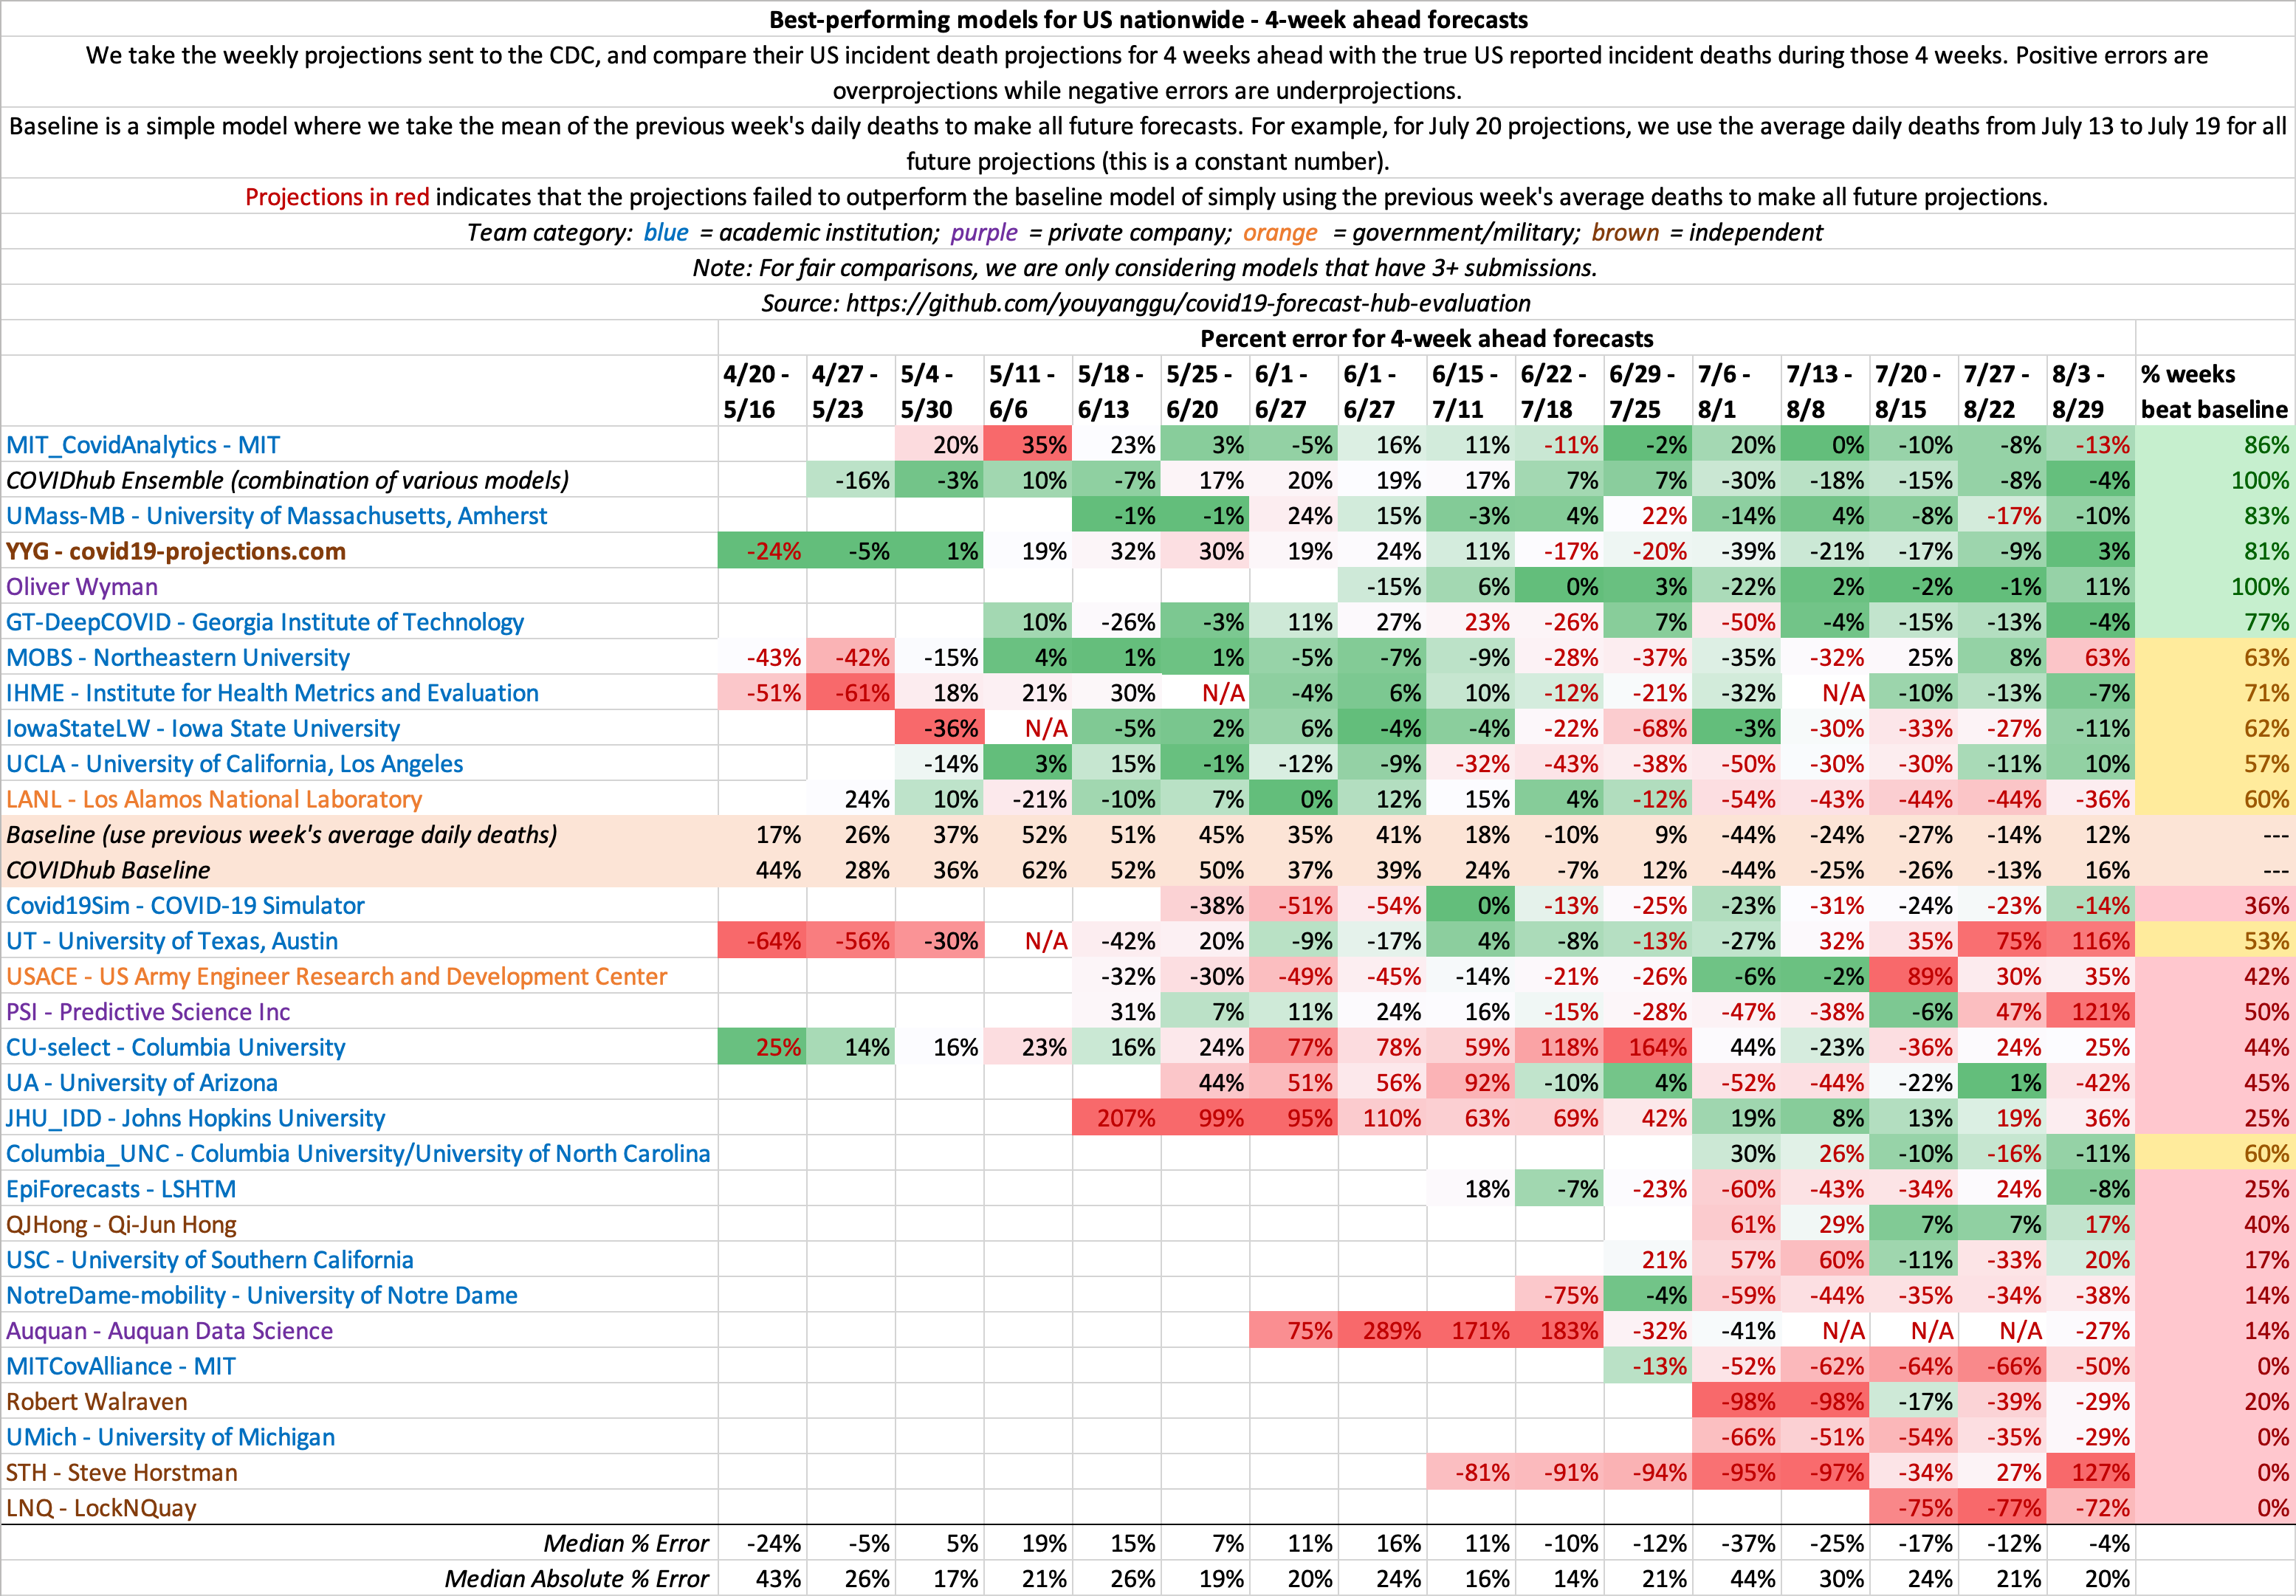 Best-performing models for US nationwide - 4-week ahead forecasts
We take the weekly projections sent to the CDC, and compare their US incident death projections for 4 weeks ahead with the true US reported incident deaths during those 4 weeks. Positive errors are
overprojections while negative errors are underprojections.
Baseline is a simple model where we take the mean of the previous week's daily deaths to make all future forecasts. For example, for July 20 projections, we use the average daily deaths from July 13 to July 19 for all
future projections (this is a constant number).
Projections in red indicates that the projections failed to outperform the baseline model of simply using the previous week's average deaths to make all future projections.
Team category: blue = academic institution; purple = private company; orange = government/military; brown = independent
Note: For fair comparisons, we are only considering models that have 3+ submissions.
Source: https://github.com/youyanggu/covid19-forecast-hub-evaluation
Percent error for 4-week ahead forecasts
4/20 - 4/27 - 5/4 - 5/11 - 5/18 - 5/25 - 6/1 - 6/1 - 6/15 - 6/22 - 6/29 - 7/6 - 7/13 - 7/20 - 7/27 - 8/3 - % weeks
5/16 5/23 5/30 6/6 6/13 6/20 6/27 6/27 7/11 7/18 7/25 8/1 8/8 8/15 8/22 8/29 beat baseline
MIT_CovidAnalytics - MIT 20% 35% 23% 3% -5% 16% 11% -11% -2% 20% 0% -10% -8% -13% 86%
COVIDhub Ensemble (combination of various models) -16% -3% 10% -7% 17% 20% 19% 17% 7% 7% -30% -18% -15% -8% -4% 100%
UMass-MB - University of Massachusetts, Amherst -1% -1% 24% 15% -3% 4% 22% -14% 4% -8% -17% -10% 83%
YYG - covid19-projections.com -24% -5% 1% 19% 32% 30% 19% 24% 11% -17% -20% -39% -21% -17% -9% 3% 81%
Oliver Wyman -15% 6% 0% 3% -22% 2% -2% -1% 11% 100%
GT-DeepCOVID - Georgia Institute of Technology 10% -26% -3% 11% 27% 23% -26% 7% -50% -4% -15% -13% -4% 77%
MOBS - Northeastern University -43% -42% -15% 4% 1% 1% -5% -7% -9% -28% -37% -35% -32% 25% 8% 63% 63%
IHME - Institute for Health Metrics and Evaluation -51% -61% 18% 21% 30% N/A -4% 6% 10% -12% -21% -32% N/A -10% -13% -7% 71%
IowaStateLW - Iowa State University -36% N/A -5% 2% 6% -4% -4% -22% -68% -3% -30% -33% -27% -11% 62%
UCLA - University of California, Los Angeles -14% 3% 15% -1% -12% -9% -32% -43% -38% -50% -30% -30% -11% 10% 57%
LANL - Los Alamos National Laboratory 24% 10% -21% -10% 7% 0% 12% 15% 4% -12% -54% -43% -44% -44% -36% 60%
Baseline (use previous week's average daily deaths) 17% 26% 37% 52% 51% 45% 35% 41% 18% -10% 9% -44% -24% -27% -14% 12% ---
COVIDhub Baseline 44% 28% 36% 62% 52% 50% 37% 39% 24% -7% 12% -44% -25% -26% -13% 16% ---
Covid19Sim - COVID-19 Simulator -38% -51% -54% 0% -13% -25% -23% -31% -24% -23% -14% 36%
UT - University of Texas, Austin -64% -56% -30% N/A -42% 20% -9% -17% 4% -8% -13% -27% 32% 35% 75% 116% 53%
USACE - US Army Engineer Research and Development Center -32% -30% -49% -45% -14% -21% -26% -6% -2% 89% 30% 35% 42%
PSI - Predictive Science Inc 31% 7% 11% 24% 16% -15% -28% -47% -38% -6% 47% 121% 50%
CU-select - Columbia University 25% 14% 16% 23% 16% 24% 77% 78% 59% 118% 164% 44% -23% -36% 24% 25% 44%
UA - University of Arizona 44% 51% 56% 92% -10% 4% -52% -44% -22% 1% -42% 45%
JHU_IDD - Johns Hopkins University 207% 99% 95% 110% 63% 69% 42% 19% 8% 13% 19% 36% 25%
Columbia_UNC - Columbia University/University of North Carolina 30% 26% -10% -16% -11% 60%
EpiForecasts - LSHTM 18% -7% -23% -60% -43% -34% 24% -8% 25%
QJHong - Qi-Jun Hong 61% 29% 7% 7% 17% 40%
USC - University of Southern California 21% 57% 60% -11% -33% 20% 17%
NotreDame-mobility - University of Notre Dame -75% -4% -59% -44% -35% -34% -38% 14%
Auquan - Auquan Data Science 75% 289% 171% 183% -32% -41% N/A N/A N/A -27% 14%
MITCovAlliance - MIT -13% -52% -62% -64% -66% -50% 0%
Robert Walraven -98% -98% -17% -39% -29% 20%
UMich - University of Michigan -66% -51% -54% -35% -29% 0%
STH - Steve Horstman -81% -91% -94% -95% -97% -34% 27% 127% 0%
LNQ - LockNQuay -75% -77% -72% 0%
Median % Error -24% -5% 5% 19% 15% 7% 11% 16% 11% -10% -12% -37% -25% -17% -12% -4%
Median Absolute % Error 43% 26% 17% 21% 26% 19% 20% 24% 16% 14% 21% 44% 30% 24% 21% 20%